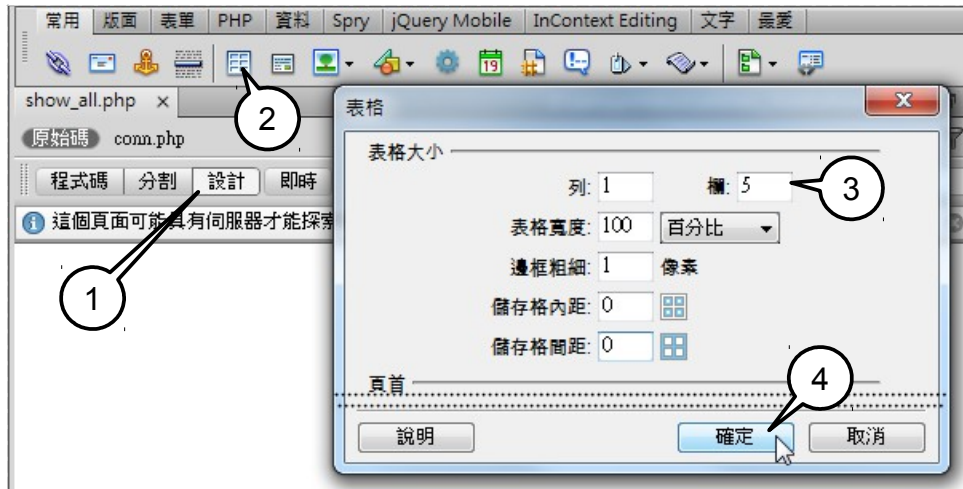 常用 版面 表單 PHP 資料 Spry jQuery Mobile InContext Editing 文字 最愛
19
show_all.php ×
2
原始碼 conn.php
程式碼 分割 設計 即時
這個頁面可能具有伺服器才能探索
1
表格
表格大小
列: 1 欄: 5
3
表格寬度: 100 百分比
邊框粗細: 1 像素
儲存格內距: 0
儲存格間距: 0
頁首
4
說明 確定 取消